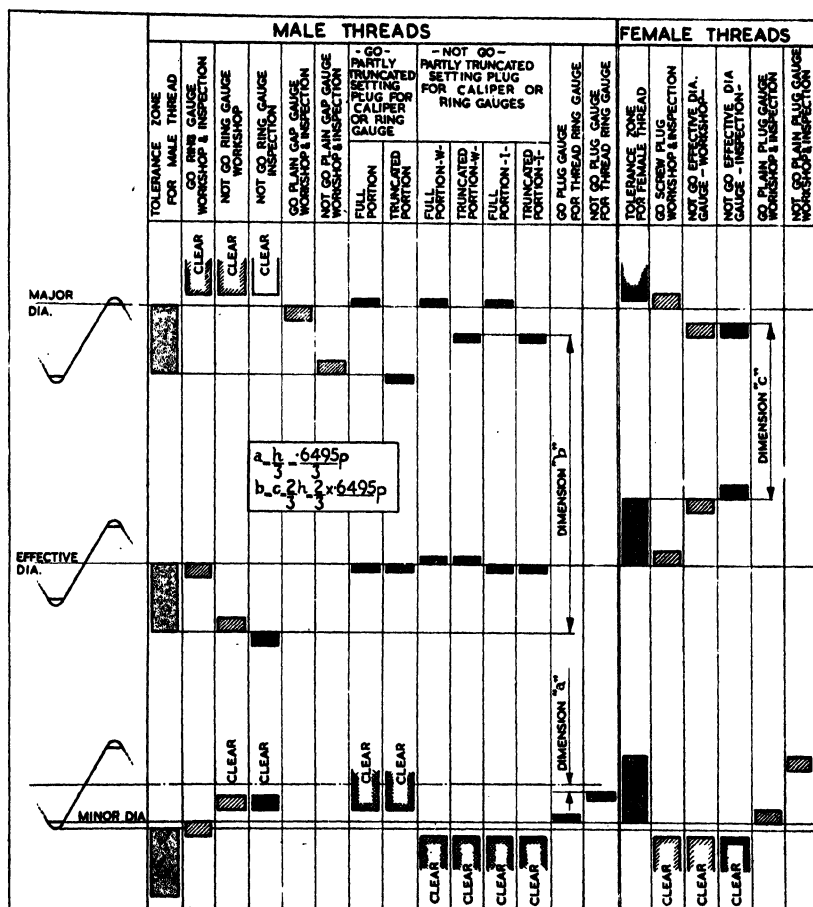 MALE THREADS
FEMALE THREADS
TOLERANCE ZONE
FOR MALE THREAD
GO RING GAUGE
WORKSHOP & INSPECTION
NOT GO RING GAUGE
WORKSHOP
NOT GO RING GAUGE
INSPECTION
GO PLAIN GAP GAUGE
WORKSHOP & INSPECTION
NOT GO PLAIN GAP GAUGE
WORKSHOP & INSPECTION
- GO -
PARTLY
TRUNCATED
SETTING
PLUG FOR
CALIPER
OR RING
GAUGE
FULL
PORTION
TRUNCATED
PORTION
- NOT GO -
PARTLY TRUNCATED
SETTING PLUG
FOR CALIPER OR
RING GAUGES
FULL
PORTION-W-
TRUNCATED
PORTION-W-
FULL
PORTION-I-
TRUNCATED
PORTION-I-
GO PLUG GAUGE
FOR THREAD RING GAUGE
NOT GO PLUG GAUGE
FOR THREAD RING GAUGE
TOLERANCE ZONE
FOR FEMALE THREAD
GO SCREW PLUG
WORKSHOP & INSPECTION
NOT GO EFFECTIVE DIA.
GAUGE -WORKSHOP-
NOT GO EFFECTIVE DIA
GAUGE -INSPECTION-
GO PLAIN PLUG GAUGE
WORKSHOP & INSPECTION
NOT GO PLAIN PLUG GAUGE
WORKSHOP & INSPECTION
CLEAR
CLEAR
CLEAR
MAJOR
DIA.
DIMENSION "b"
DIMENSION "c"
a = h/3 = .6495p/3
b = c = 2/3 h = 2/3 x .6495p
EFFECTIVE
DIA.
DIMENSION "a"
CLEAR
CLEAR
CLEAR
CLEAR
MINOR DIA
CLEAR
CLEAR
CLEAR
CLEAR
CLEAR
CLEAR
CLEAR